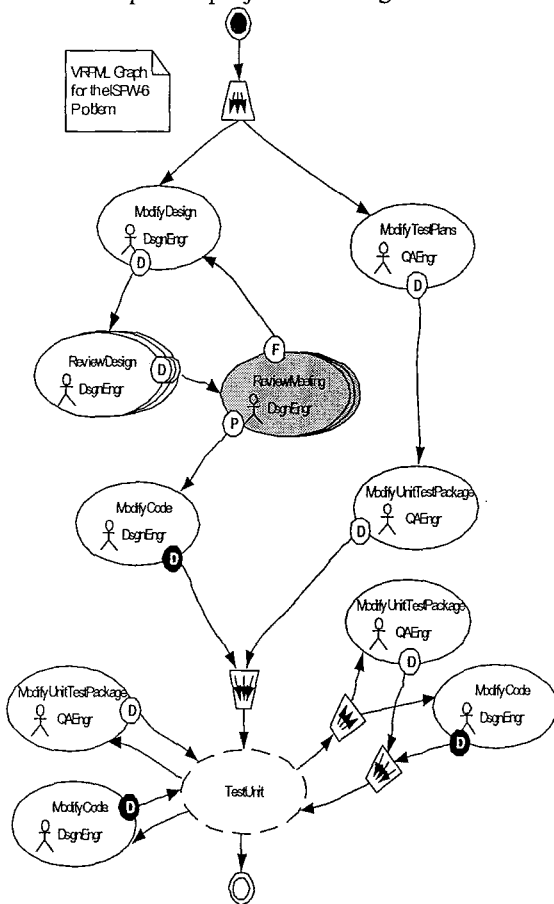 VRPML Graph
for the ISPW-6
Problem
ModifyDesign
DsgnEngr
D
ModifyTestPlans
QAEngr
D
ReviewDesign
D
DsgnEngr
F
ReviewMeeting
DsgnEngr
P
ModifyCode
DsgnEngr
D
ModifyUnitTestPackage
QAEngr
D
ModifyUnitTestPackage
QAEngr
D
ModifyUnitTestPackage
D
QAEngr
ModifyCode
DsgnEngr
D
TestUnit
ModifyCode
D
DsgnEngr